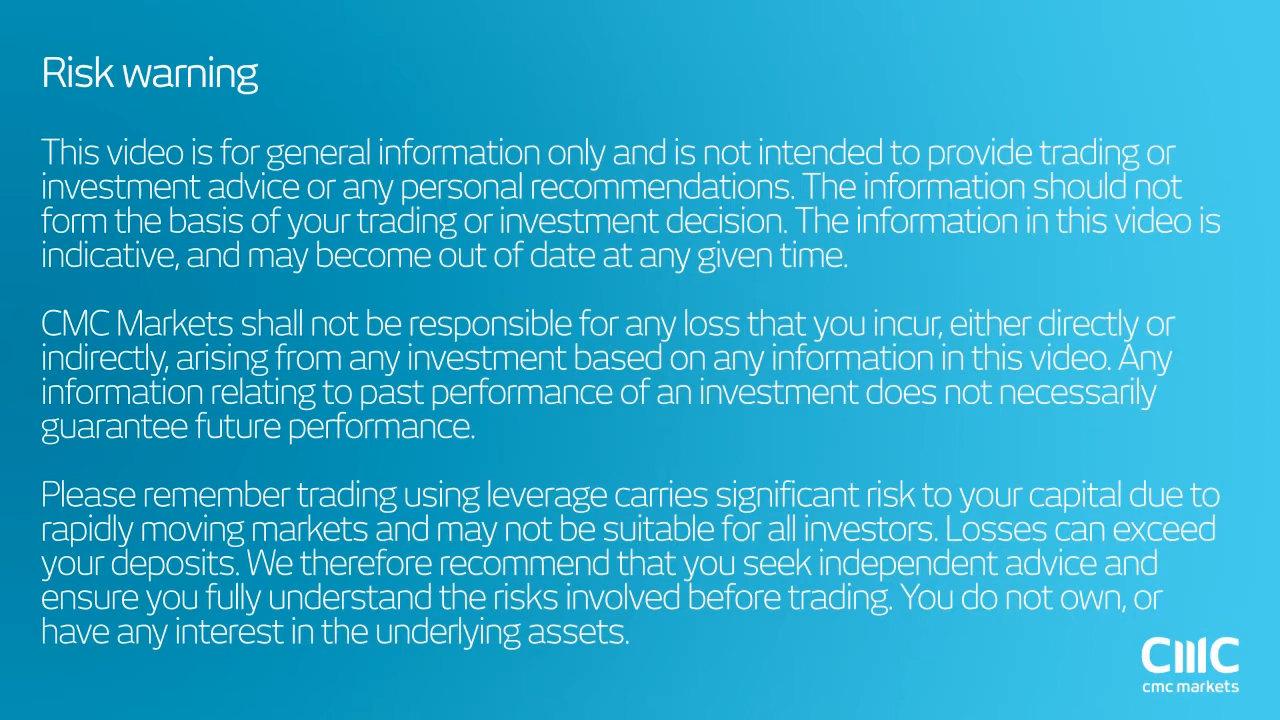 Risk warning
This video is for general information only and is not intended to provide trading or
investment advice or any personal recommendations. The information should not
form the basis of your trading or investment decision. The information in this video is
indicative, and may become out of date at any given time.
CMC Markets shall not be responsible for any loss that you incur, either directly or
indirectly, arising from any investment based on any information in this video. Any
information relating to past performance of an investment does not necessarily
guarantee future performance.
Please remember trading using leverage carries significant risk to your capital due to
rapidly moving markets and may not be suitable for all investors. Losses can exceed
your deposits. We therefore recommend that you seek independent advice and
ensure you fully understand the risks involved before trading. You do not own, or
have any interest in the underlying assets.
CMC
cmc markets